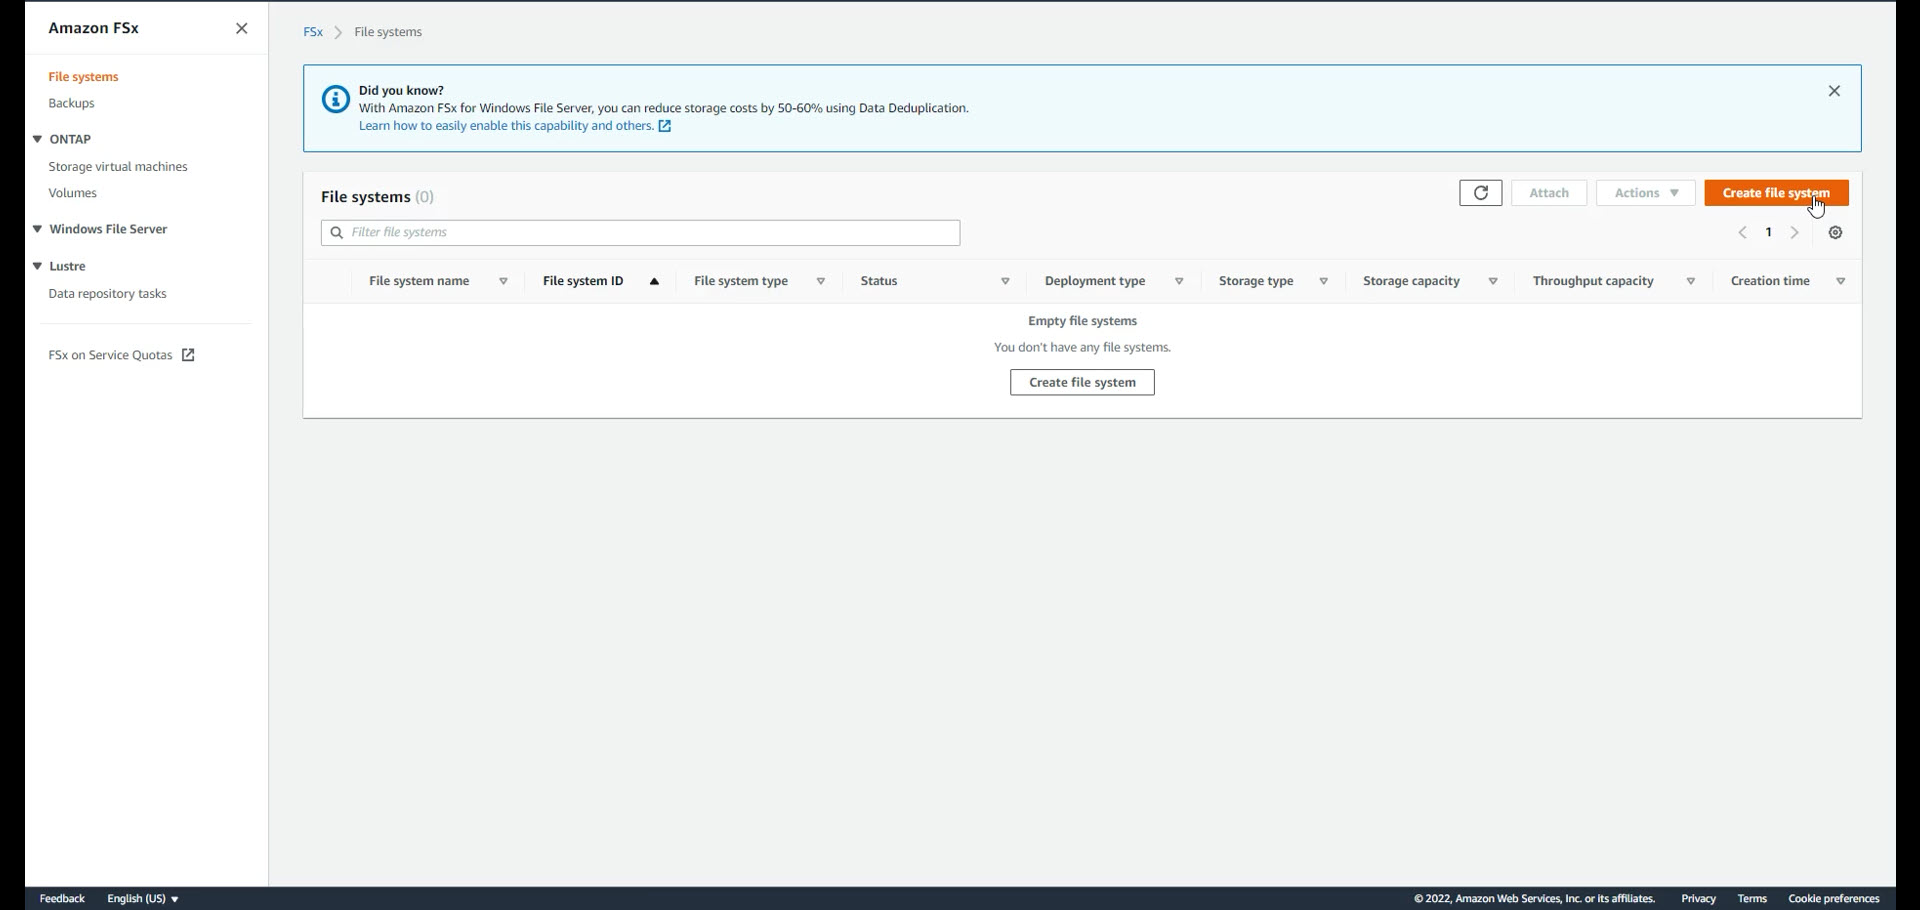 Amazon FSx
File systems
Backups
ONTAP
Storage virtual machines
Volumes
Windows File Server
Lustre
Data repository tasks
FSx on Service Quotas
FSx File systems
Did you know?
With Amazon FSx for Windows File Server, you can reduce storage costs by 50-60% using Data Deduplication.
Learn how to easily enable this capability and others.
File systems (0)
Attach Actions Create file system
Filter file systems
1
File system name File system ID File system type Status Deployment type Storage type Storage capacity Throughput capacity Creation time
Empty file systems
You don't have any file systems.
Create file system
Feedback English (US) © 2022, Amazon Web Services, Inc. or its affiliates. Privacy Terms Cookie preferences